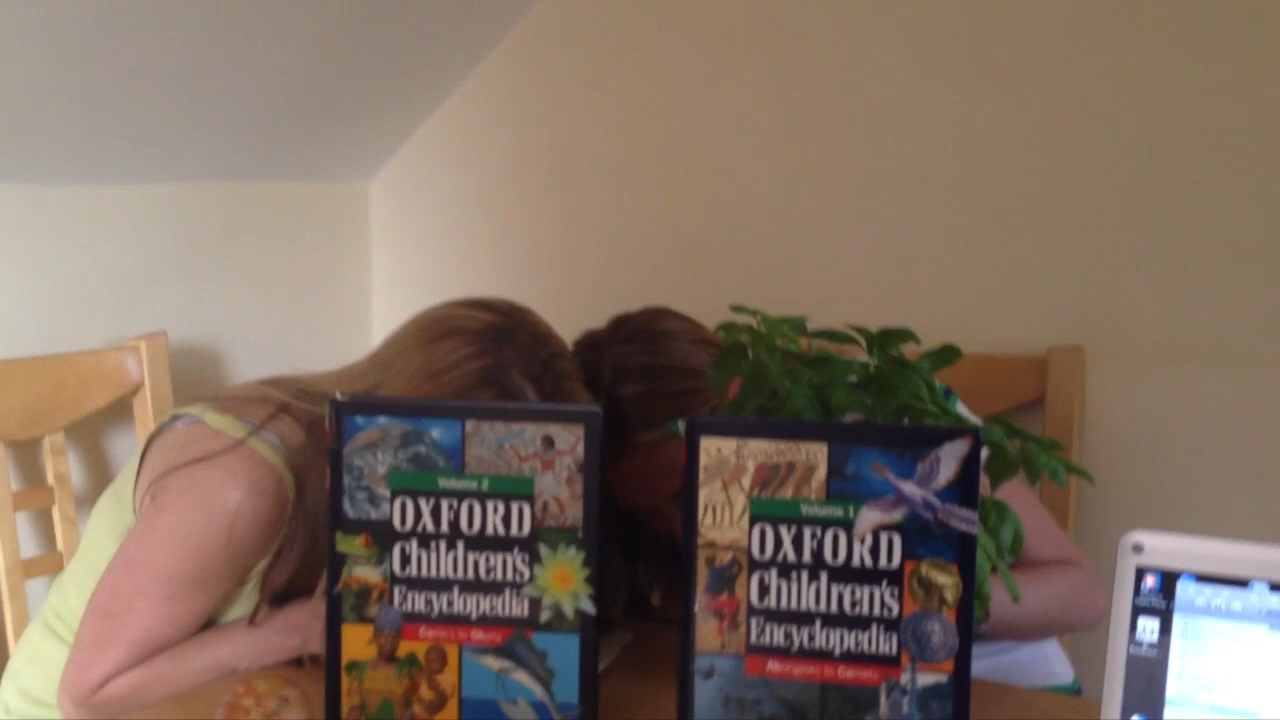 Volume 2
OXFORD
Children's
Encyclopedia
Volume 1
OXFORD
Children's
Encyclopedia